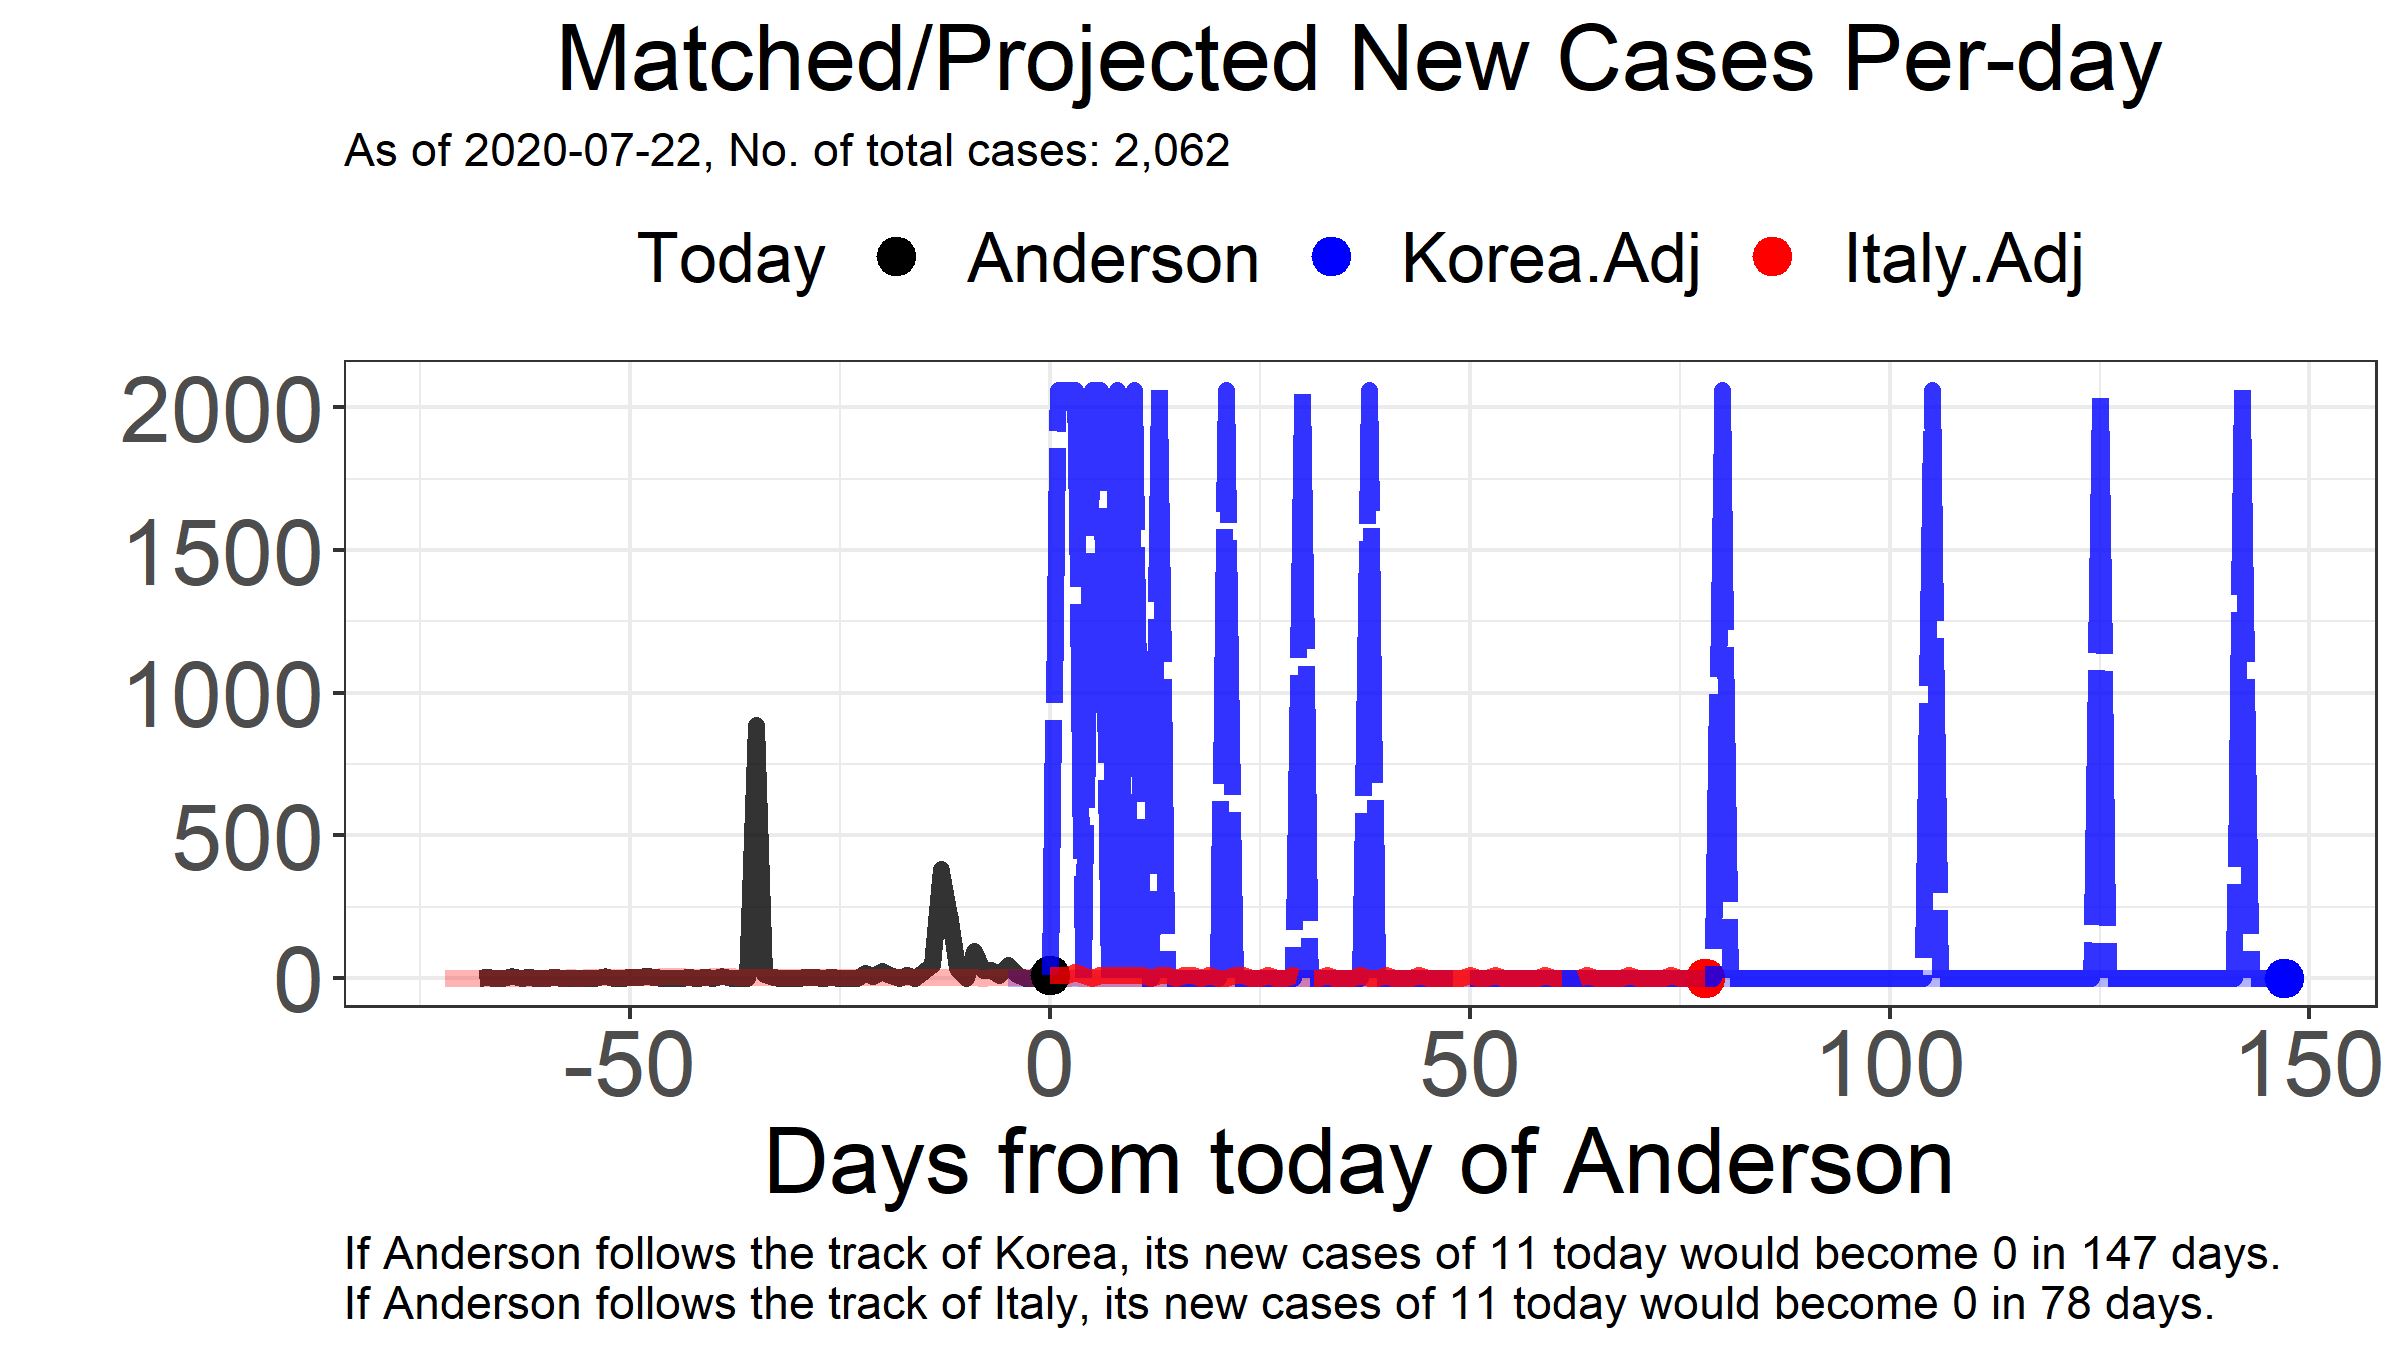 Matched/Projected New Cases Per-day
As of 2020-07-22, No. of total cases: 2,062
Today Anderson Korea.Adj Italy.Adj
2000
1500
1000
500
0
-50 0 50 100 150
Days from today of Anderson
If Anderson follows the track of Korea, its new cases of 11 today would become 0 in 147 days.
If Anderson follows the track of Italy, its new cases of 11 today would become 0 in 78 days.